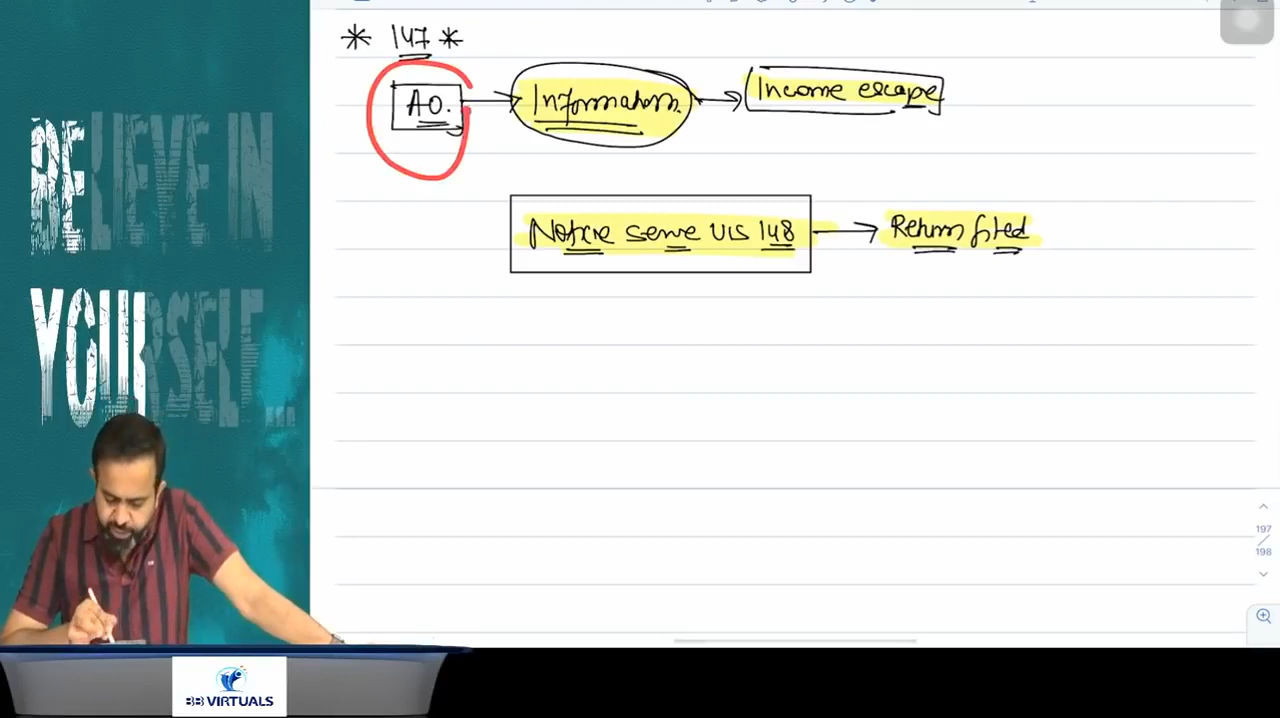 * 147 *
A.O. → Information. → Income escape
Notice serve u/s 148 → Return filed
BELIEVE IN
YOURSELF...
197
/
198
BB VIRTUALS